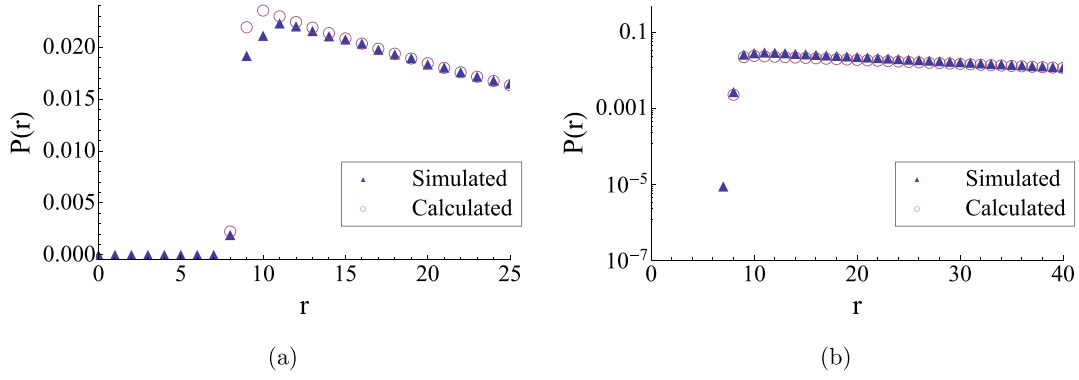 0.020
0.015
0.010
0.005
0.000
P(r)
0 5 10 15 20 25
r
Simulated
Calculated
(a)
0.1
0.001
10⁻⁵
10⁻⁷
P(r)
0 10 20 30 40
r
Simulated
Calculated
(b)